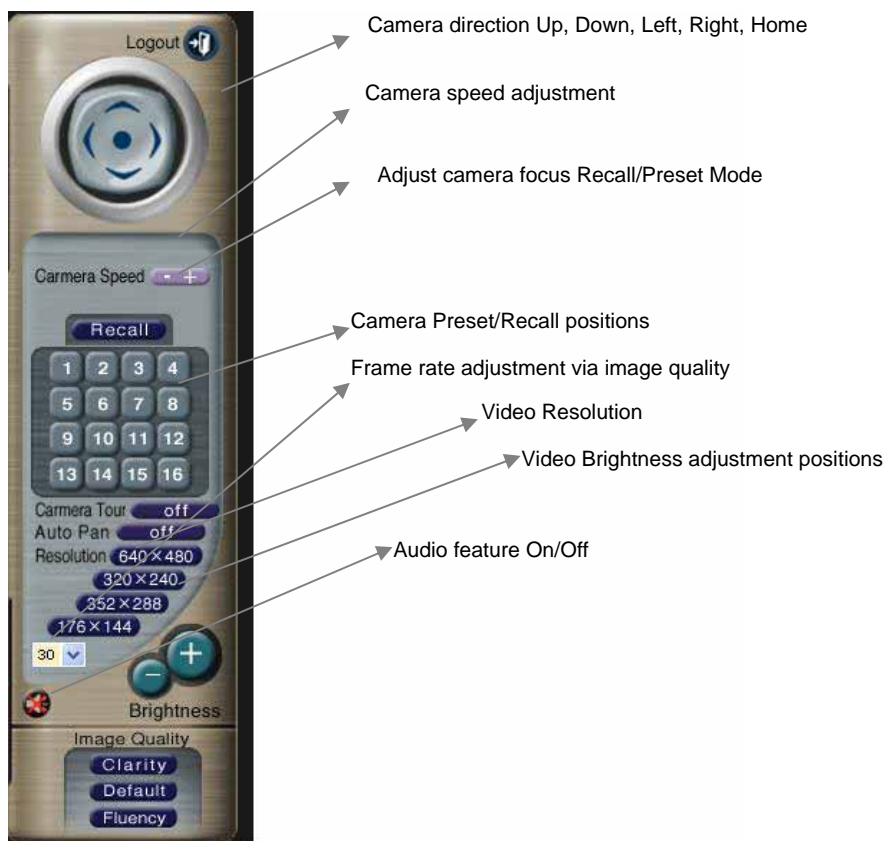 Camera direction Up, Down, Left, Right, Home
Logout
Camera speed adjustment
Adjust camera focus Recall/Preset Mode
Carmera Speed - +
Recall
Camera Preset/Recall positions
1 2 3 4
Frame rate adjustment via image quality
5 6 7 8
Video Resolution
9 10 11 12
Video Brightness adjustment positions
13 14 15 16
Carmera Tour off
Auto Pan off
Resolution 640×480
Audio feature On/Off
320×240
352×288
176×144
30
+
-
Brightness
Image Quality
Clarity
Default
Fluency